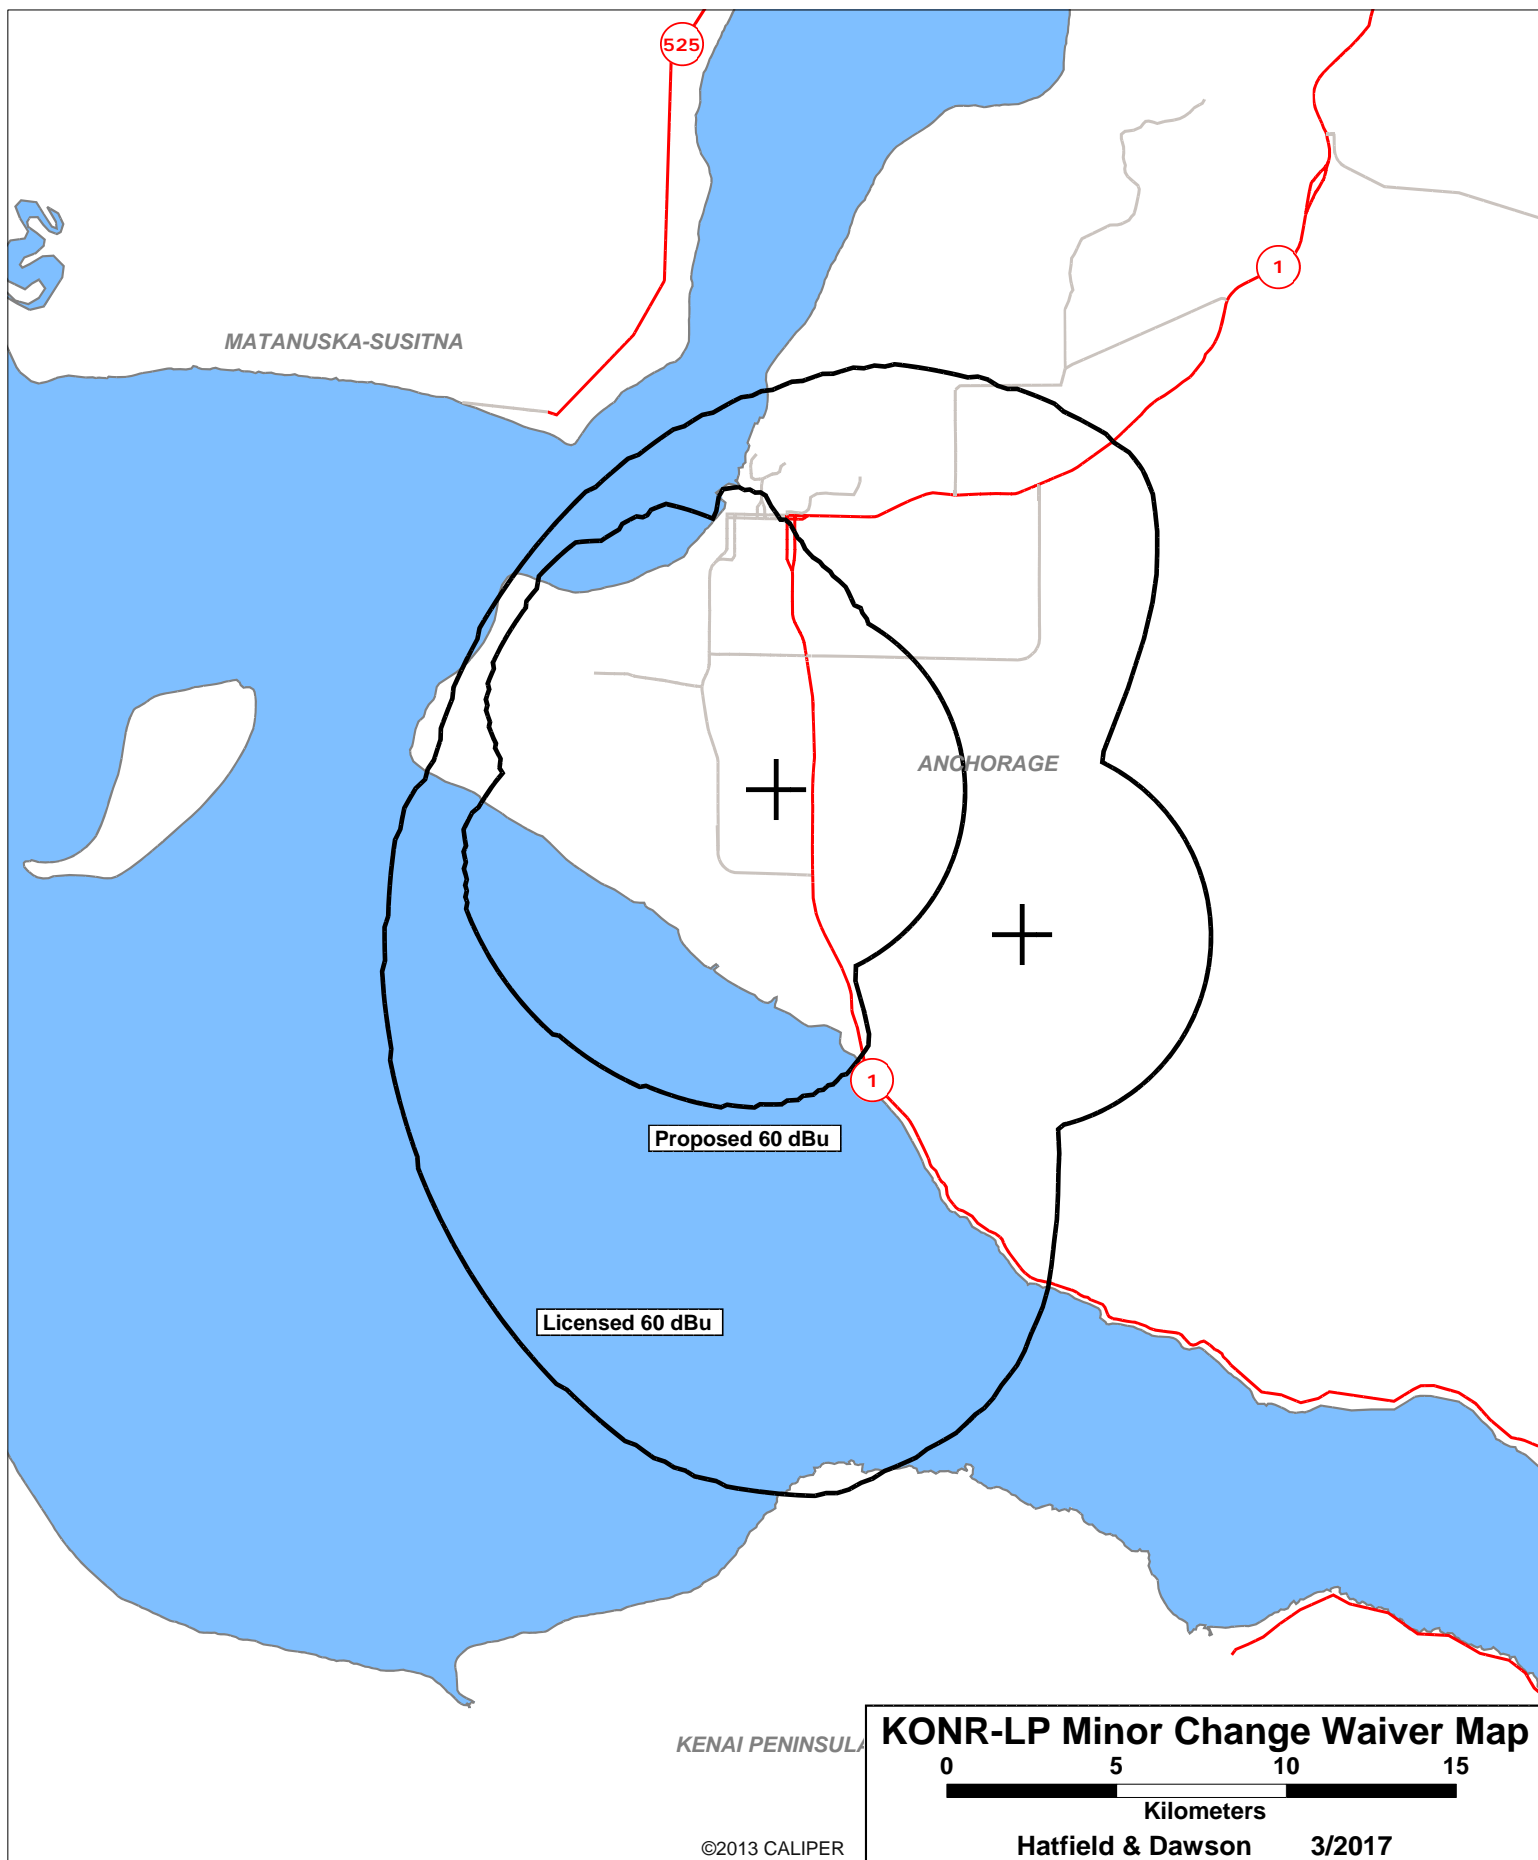 525
1
MATANUSKA-SUSITNA
ANCHORAGE
1
Proposed 60 dBu
Licensed 60 dBu
KENAI PENINSULA
KONR-LP Minor Change Waiver Map
0 5 10 15
Kilometers
Hatfield & Dawson 3/2017
©2013 CALIPER